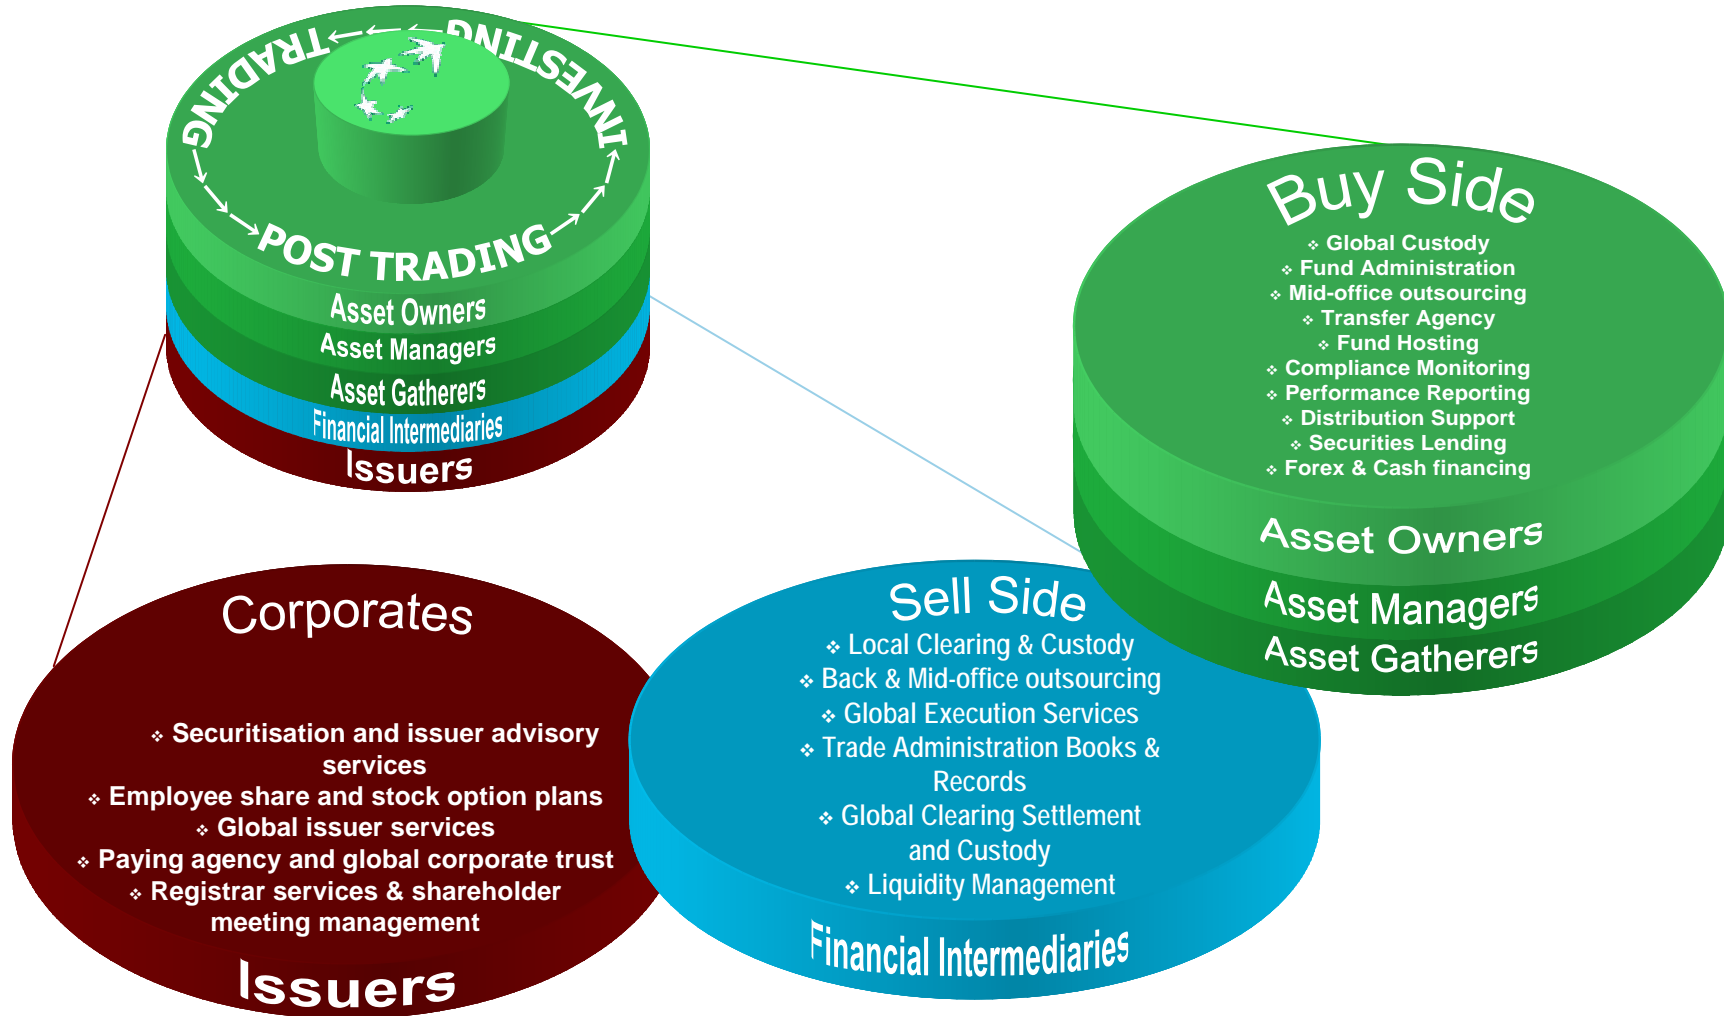 TRADING
INVESTING
POST TRADING
Asset Owners
Asset Managers
Asset Gatherers
Financial Intermediaries
Issuers
Buy Side
❖ Global Custody
❖ Fund Administration
❖ Mid-office outsourcing
❖ Transfer Agency
❖ Fund Hosting
❖ Compliance Monitoring
❖ Performance Reporting
❖ Distribution Support
❖ Securities Lending
❖ Forex & Cash financing
Asset Owners
Asset Managers
Asset Gatherers
Corporates
❖ Securitisation and issuer advisory
services
❖ Employee share and stock option plans
❖ Global issuer services
❖ Paying agency and global corporate trust
❖ Registrar services & shareholder
meeting management
Issuers
Sell Side
❖ Local Clearing & Custody
❖ Back & Mid-office outsourcing
❖ Global Execution Services
❖ Trade Administration Books &
Records
❖ Global Clearing Settlement
and Custody
❖ Liquidity Management
Financial Intermediaries